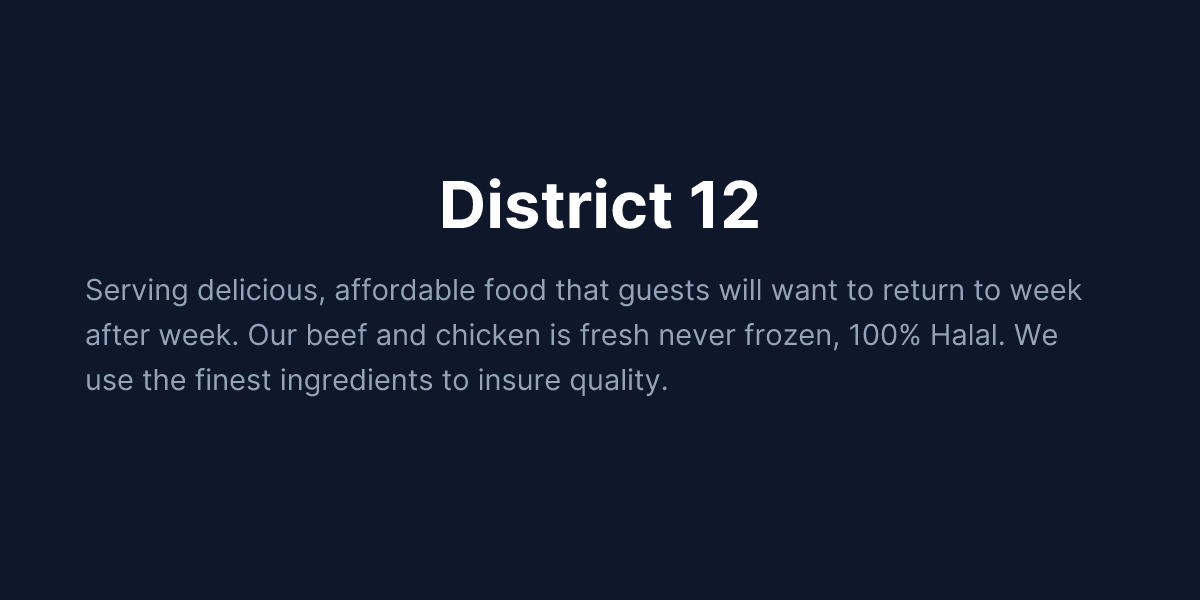 District 12
Serving delicious, affordable food that guests will want to return to week
after week. Our beef and chicken is fresh never frozen, 100% Halal. We
use the finest ingredients to insure quality.